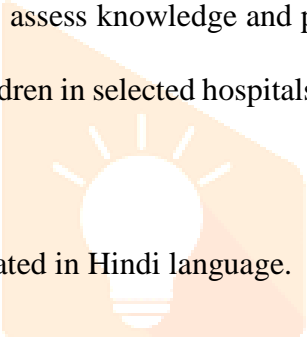 assess knowledge and
dren in selected hospitals
ated in Hindi language.